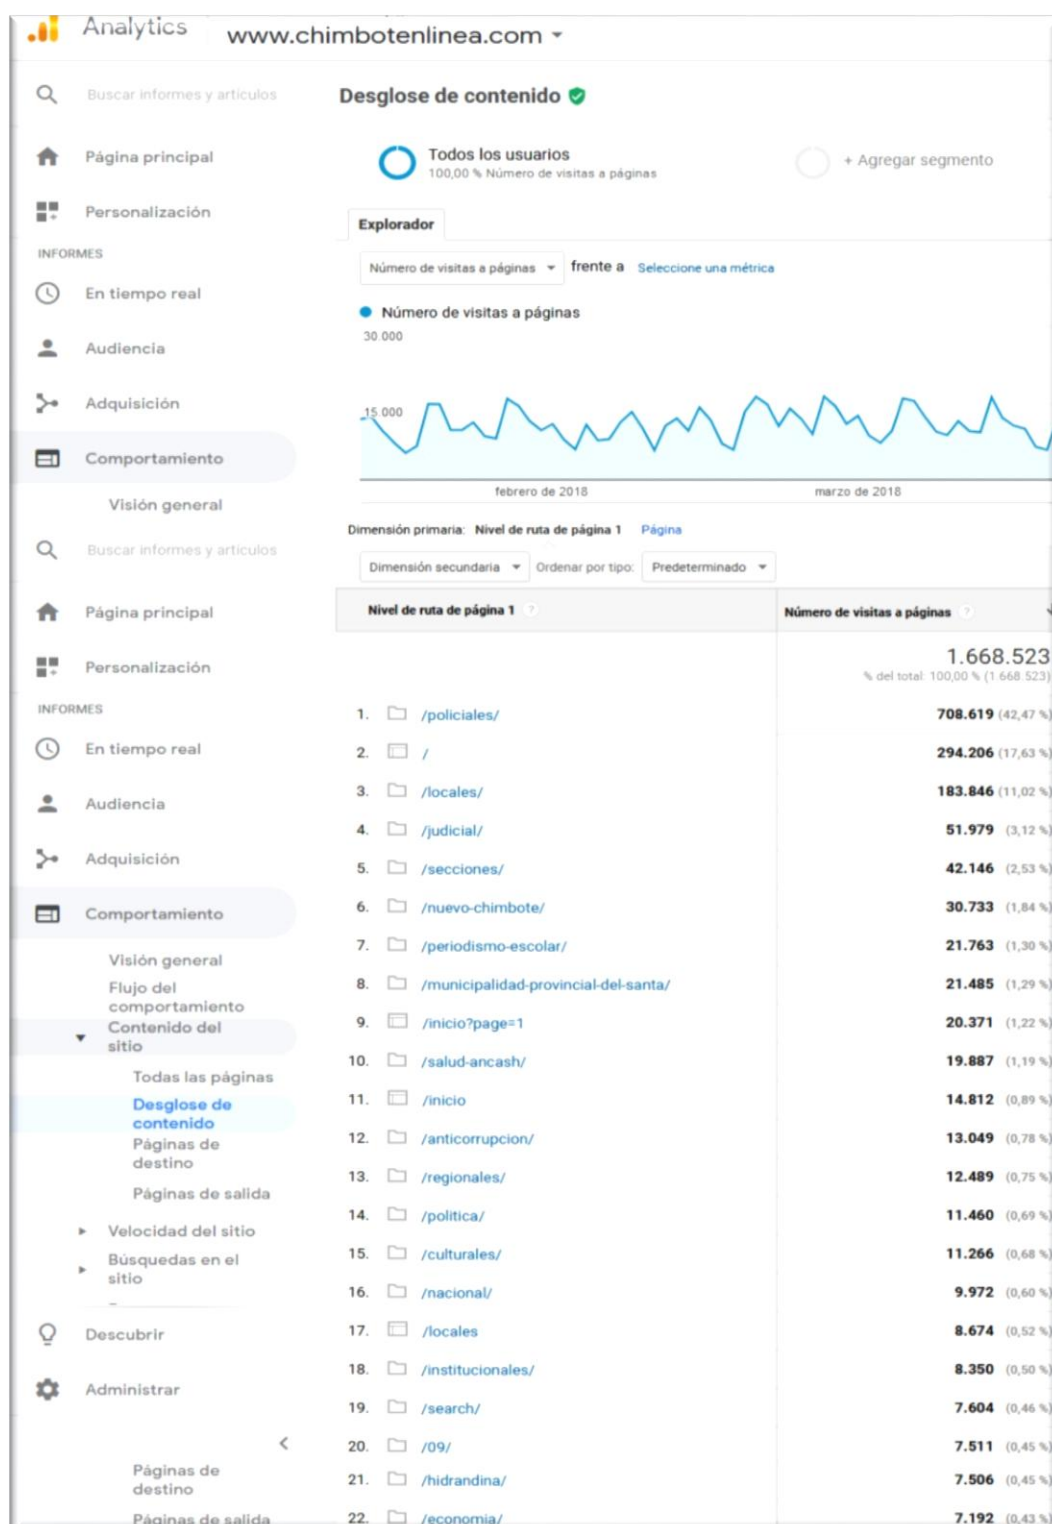 Analytics
www.chimbotenlinea.com
Buscar informes y artículos
Página principal
Personalización
INFORMES
En tiempo real
Audiencia
Adquisición
Comportamiento
Visión general
Buscar informes y artículos
Página principal
Personalización
INFORMES
En tiempo real
Audiencia
Adquisición
Comportamiento
Visión general
Flujo del
comportamiento
Contenido del
sitio
Todas las páginas
Desglose de
contenido
Páginas de
destino
Páginas de salida
Velocidad del sitio
Búsquedas en el
sitio
Descubrir
Administrar
Páginas de
destino
Páginas de salida
Desglose de contenido
Todos los usuarios
100,00 % Número de visitas a páginas
+ Agregar segmento
Explorador
Número de visitas a páginas frente a Seleccione una métrica
Número de visitas a páginas
30 000
15 000
febrero de 2018 marzo de 2018
Dimensión primaria: Nivel de ruta de página 1 Página
Dimensión secundaria Ordenar por tipo: Predeterminado
Nivel de ruta de página 1 ? Número de visitas a páginas ?
1.668.523
% del total: 100,00 % (1.668.523)
1. /policiales/ 708.619 (42,47 %)
2. / 294.206 (17,63 %)
3. /locales/ 183.846 (11,02 %)
4. /judicial/ 51.979 (3,12 %)
5. /secciones/ 42.146 (2,53 %)
6. /nuevo-chimbote/ 30.733 (1,84 %)
7. /periodismo-escolar/ 21.763 (1,30 %)
8. /municipalidad-provincial-del-santa/ 21.485 (1,29 %)
9. /inicio?page=1 20.371 (1,22 %)
10. /salud-ancash/ 19.887 (1,19 %)
11. /inicio 14.812 (0,89 %)
12. /anticorrupcion/ 13.049 (0,78 %)
13. /regionales/ 12.489 (0,75 %)
14. /politica/ 11.460 (0,69 %)
15. /culturales/ 11.266 (0,68 %)
16. /nacional/ 9.972 (0,60 %)
17. /locales 8.674 (0,52 %)
18. /institucionales/ 8.350 (0,50 %)
19. /search/ 7.604 (0,46 %)
20. /09/ 7.511 (0,45 %)
21. /hidrandina/ 7.506 (0,45 %)
22. /economia/ 7.192 (0,43 %)